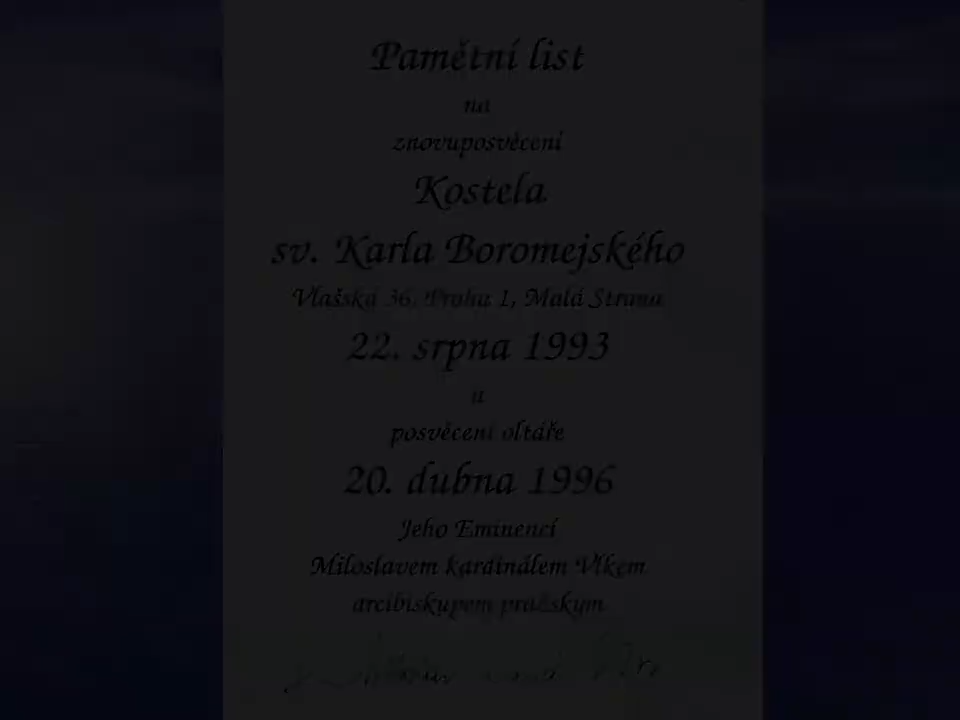 Pamětní list
na
znovuposvěcení
Kostela
sv. Karla Boromejského
Vlašská 36, Praha 1, Malá Strana
22. srpna 1993
a
posvěcení oltáře
20. dubna 1996
Jeho Eminencí
Miloslavem kardinálem Vlkem
arcibiskupem pražským